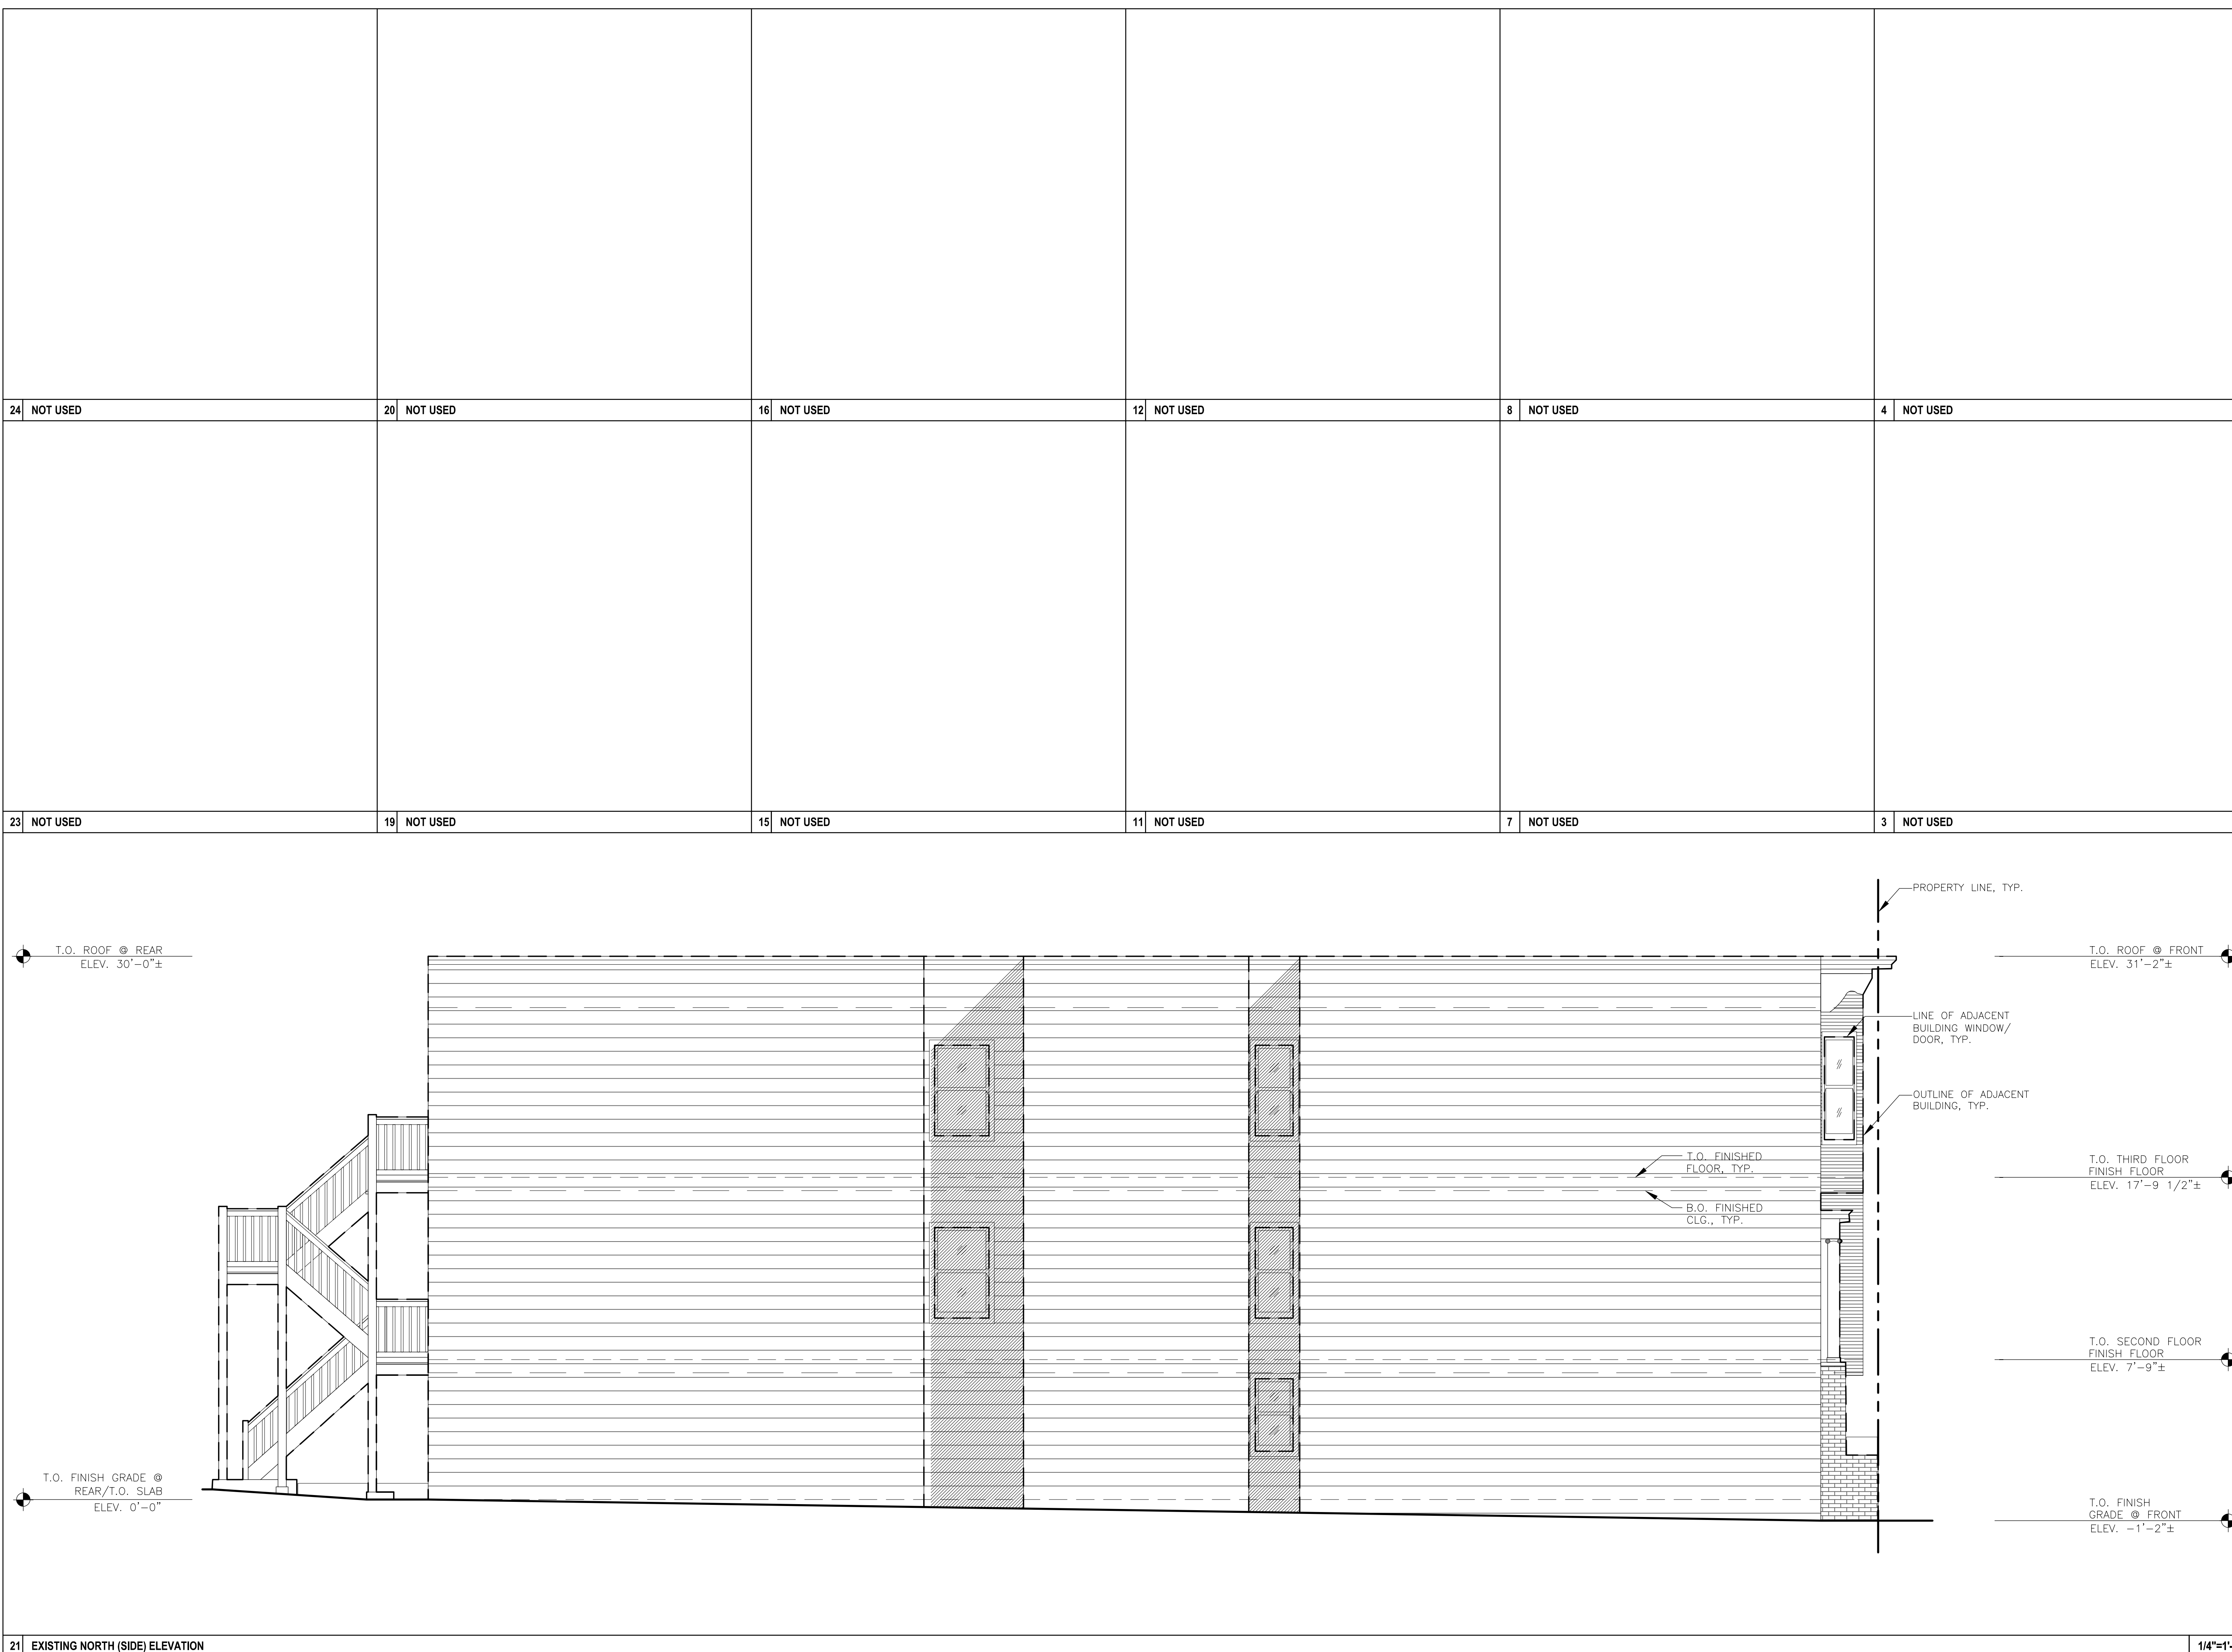 24 NOT USED
20 NOT USED
16 NOT USED
12 NOT USED
8 NOT USED
4 NOT USED
23 NOT USED
19 NOT USED
15 NOT USED
11 NOT USED
7 NOT USED
3 NOT USED
PROPERTY LINE, TYP.
T.O. ROOF @ REAR
ELEV. 30'-0"±
T.O. ROOF @ FRONT
ELEV. 31'-2"±
LINE OF ADJACENT
BUILDING WINDOW/
DOOR, TYP.
OUTLINE OF ADJACENT
BUILDING, TYP.
T.O. FINISHED
FLOOR, TYP.
T.O. THIRD FLOOR
FINISH FLOOR
ELEV. 17'-9 1/2"±
B.O. FINISHED
CLG., TYP.
T.O. SECOND FLOOR
FINISH FLOOR
ELEV. 7'-9"±
T.O. FINISH GRADE @
REAR/T.O. SLAB
ELEV. 0'-0"
T.O. FINISH
GRADE @ FRONT
ELEV. -1'-2"±
21 EXISTING NORTH (SIDE) ELEVATION
1/4"=1'-